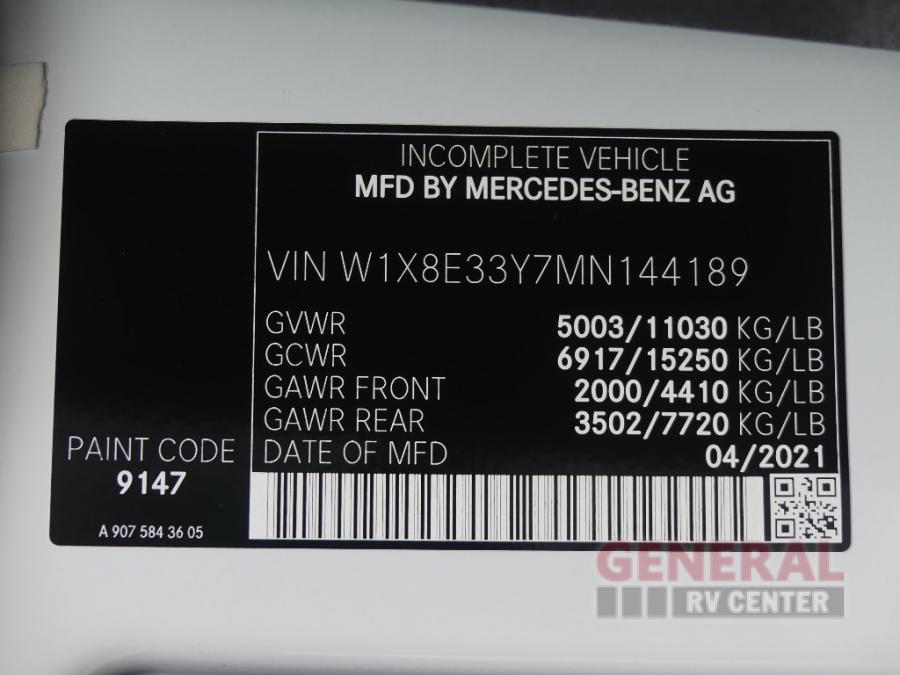 INCOMPLETE VEHICLE
MFD BY MERCEDES-BENZ AG
VIN W1X8E33Y7MN144189
GVWR 5003/11030 KG/LB
GCWR 6917/15250 KG/LB
GAWR FRONT 2000/4410 KG/LB
GAWR REAR 3502/7720 KG/LB
DATE OF MFD 04/2021
PAINT CODE
9147
A 907 584 36 05
GENERAL
RV CENTER